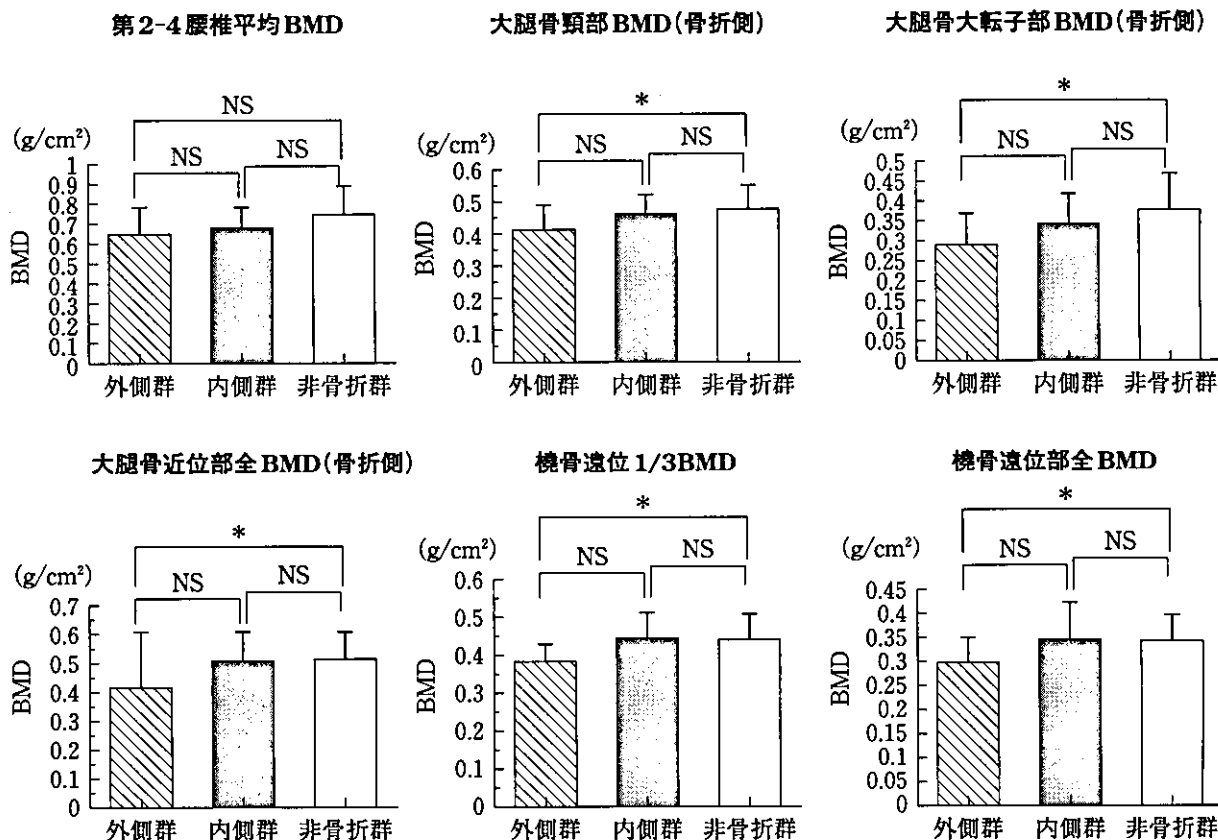 第2-4腰椎平均BMD
NS
(g/cm²)
NS
NS
BMD
1
0.9
0.8
0.7
0.6
0.5
0.4
0.3
0.2
0.1
0
外側群
内側群
非骨折群
大腿骨頸部BMD(骨折側)
*
(g/cm²)
NS
NS
BMD
0.6
0.5
0.4
0.3
0.2
0.1
0
外側群
内側群
非骨折群
大腿骨大転子部BMD(骨折側)
*
(g/cm²)
NS
NS
BMD
0.5
0.45
0.4
0.35
0.3
0.25
0.2
0.15
0.1
0.05
0
外側群
内側群
非骨折群
大腿骨近位部全BMD(骨折側)
*
(g/cm²)
NS
NS
BMD
0.7
0.6
0.5
0.4
0.3
0.2
0.1
0
外側群
内側群
非骨折群
橈骨遠位1/3BMD
*
(g/cm²)
NS
NS
BMD
0.6
0.5
0.4
0.3
0.2
0.1
0
外側群
内側群
非骨折群
橈骨遠位部全BMD
*
(g/cm²)
NS
NS
BMD
0.45
0.4
0.35
0.3
0.25
0.2
0.15
0.1
0.05
0
外側群
内側群
非骨折群